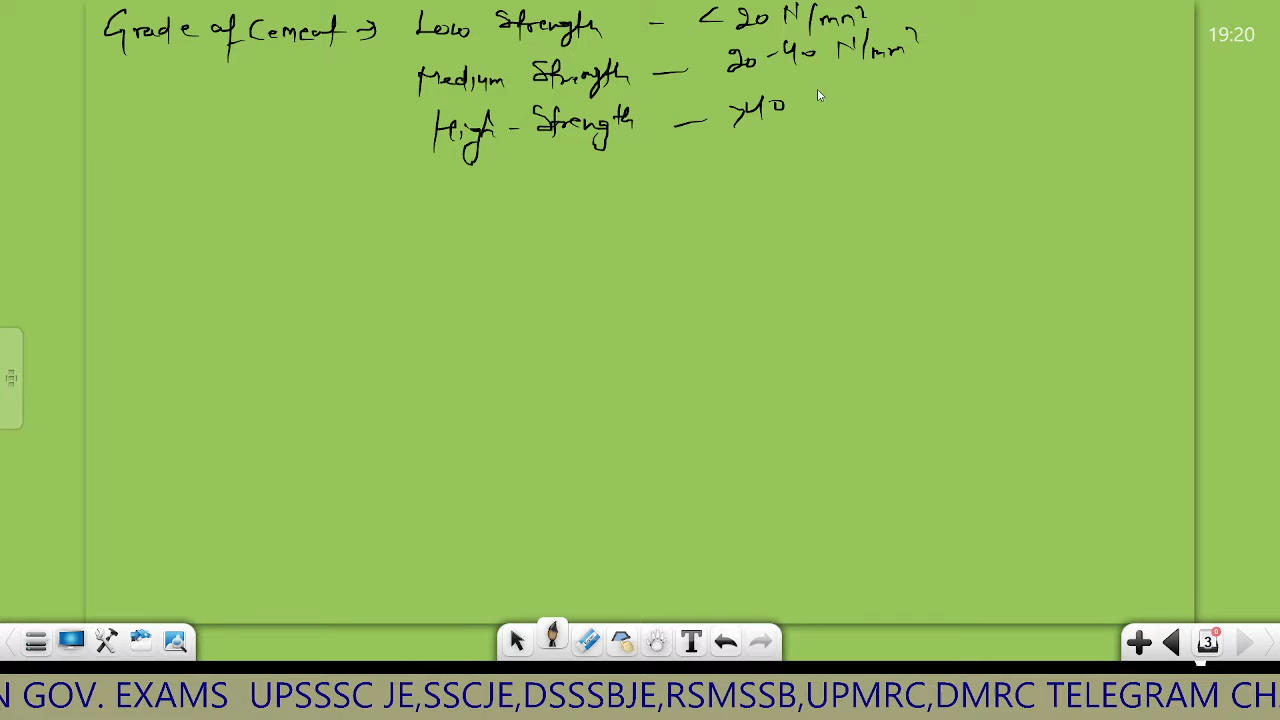 Grade of Cement → Low Strength - < 20 N/mm²
19:20
Medium Strength — 20-40 N/mm²
High - Strength — >40
T
3
N GOV. EXAMS UPSSSC JE,SSCJE,DSSSBJE,RSMSSB,UPMRC,DMRC TELEGRAM CH